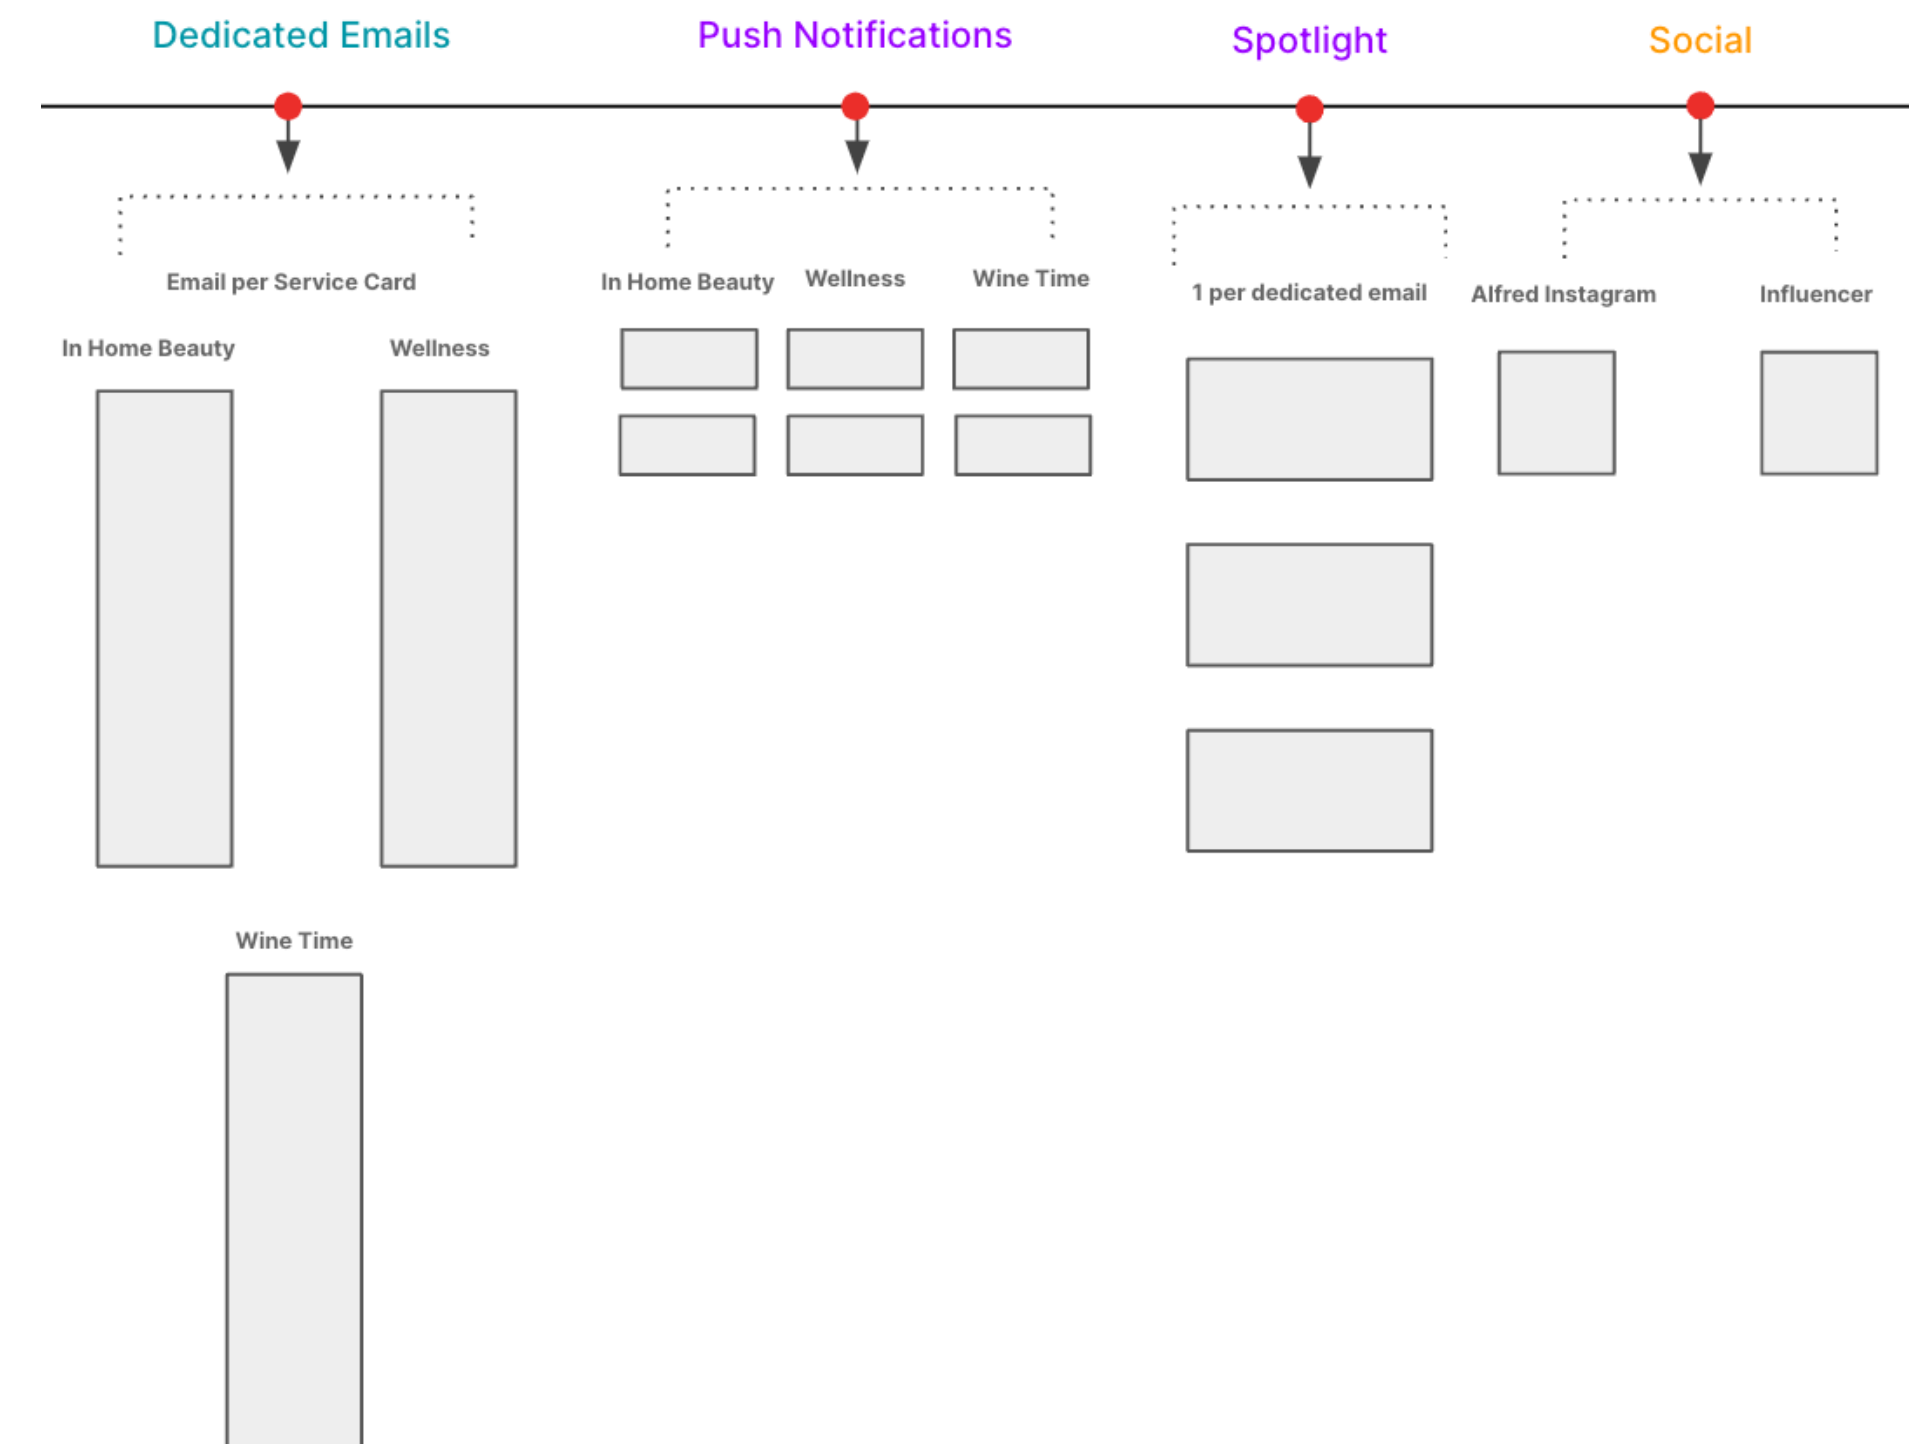 Dedicated Emails
Push Notifications
Spotlight
Social
Email per Service Card
In Home Beauty
Wellness
Wine Time
In Home Beauty
Wellness
Wine Time
1 per dedicated email
Alfred Instagram
Influencer